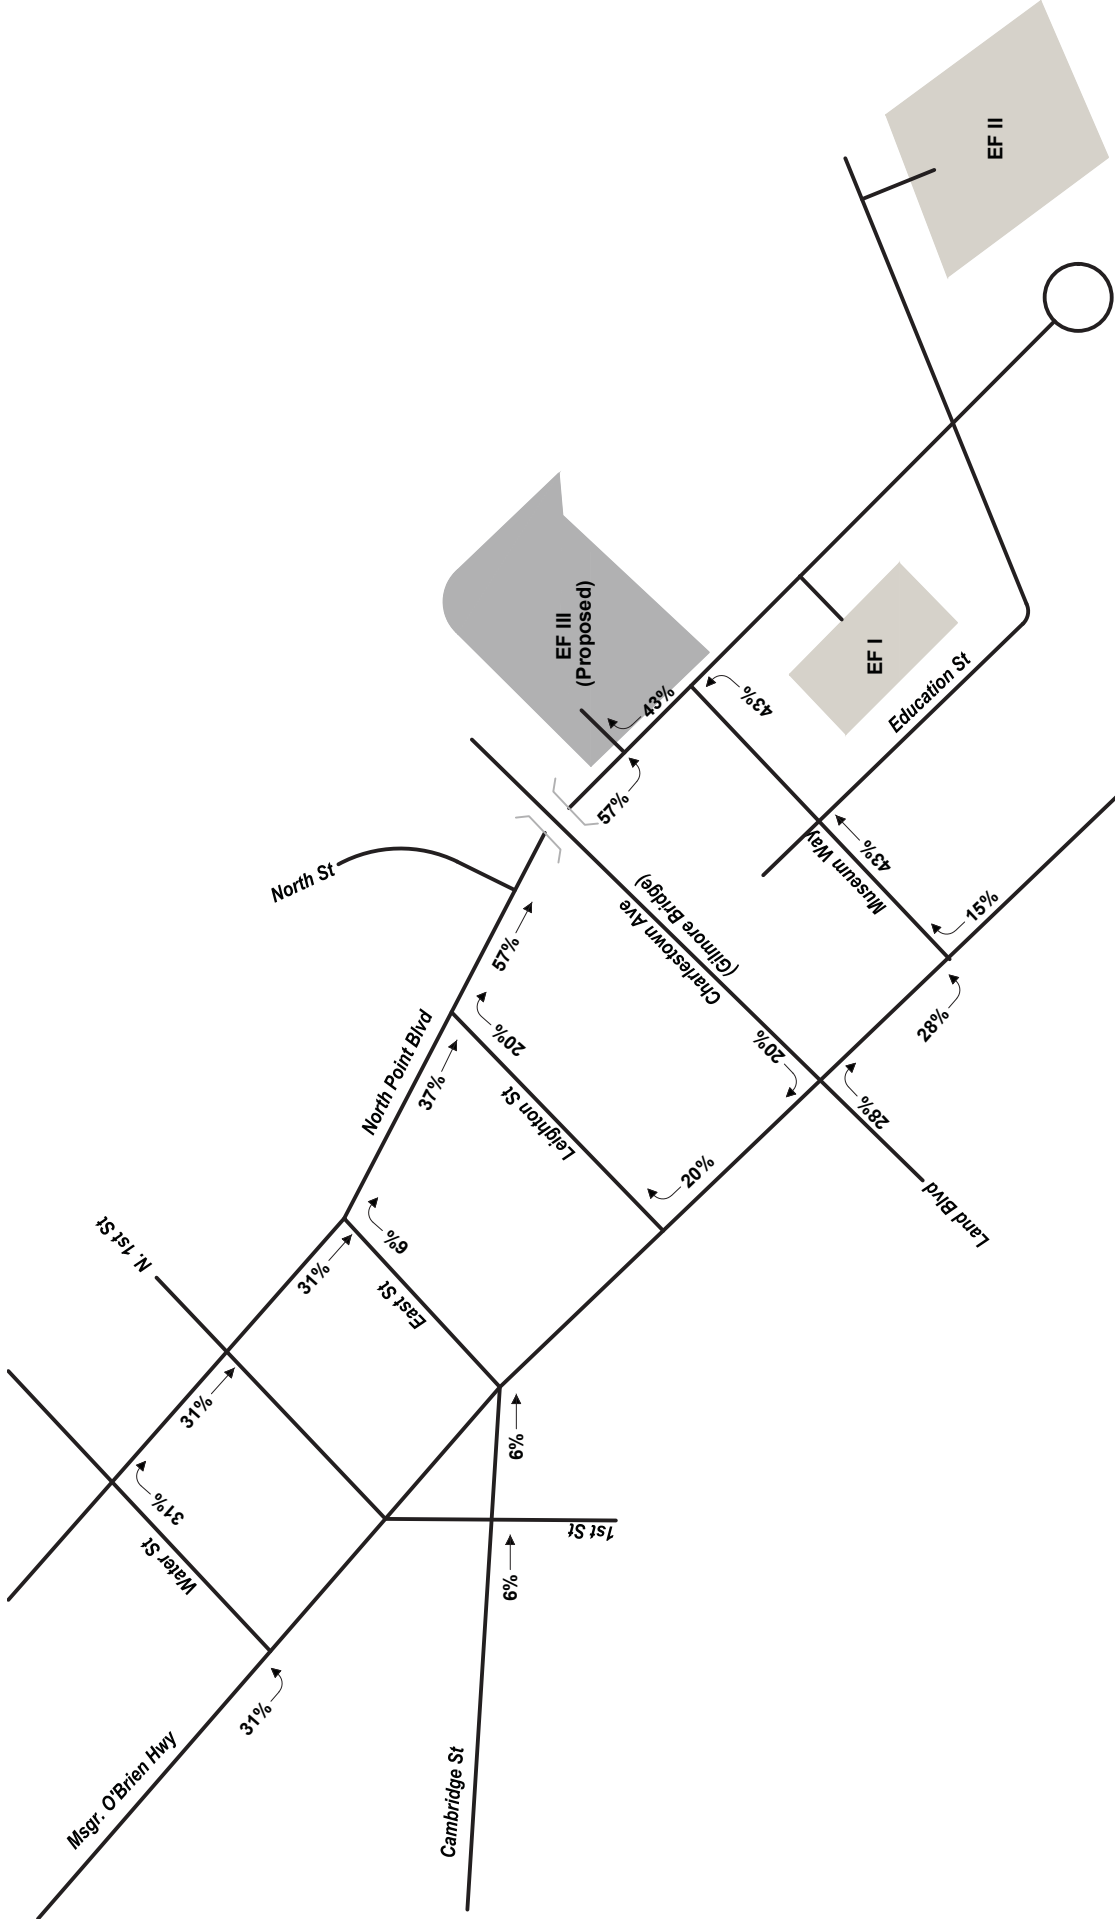 EF II
EF III
(Proposed)
EF I
43%
43%
57%
Education St
North St
43%
Museum Way
15%
Charlestown Ave
(Gilmore Bridge)
57%
28%
20%
20%
North Point Blvd
37%
Leighton St
28%
20%
Land Blvd
N. 1st St
6%
31%
East St
31%
6%
31%
1st St
Water St
6%
31%
Msgr. O'Brien Hwy
Cambridge St